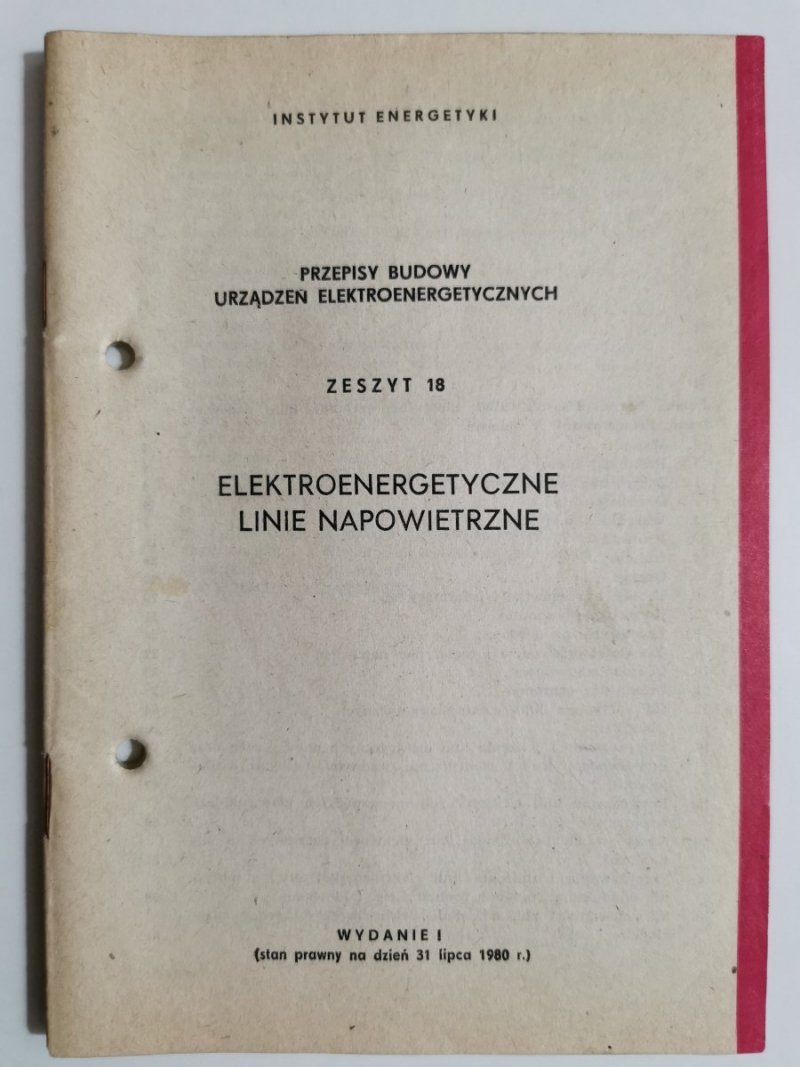 INSTYTUT ENERGETYKI
PRZEPISY BUDOWY
URZĄDZEŃ ELEKTROENERGETYCZNYCH
ZESZYT 18
ELEKTROENERGETYCZNE
LINIE NAPOWIETRZNE
WYDANIE I
(stan prawny na dzień 31 lipca 1980 r.)